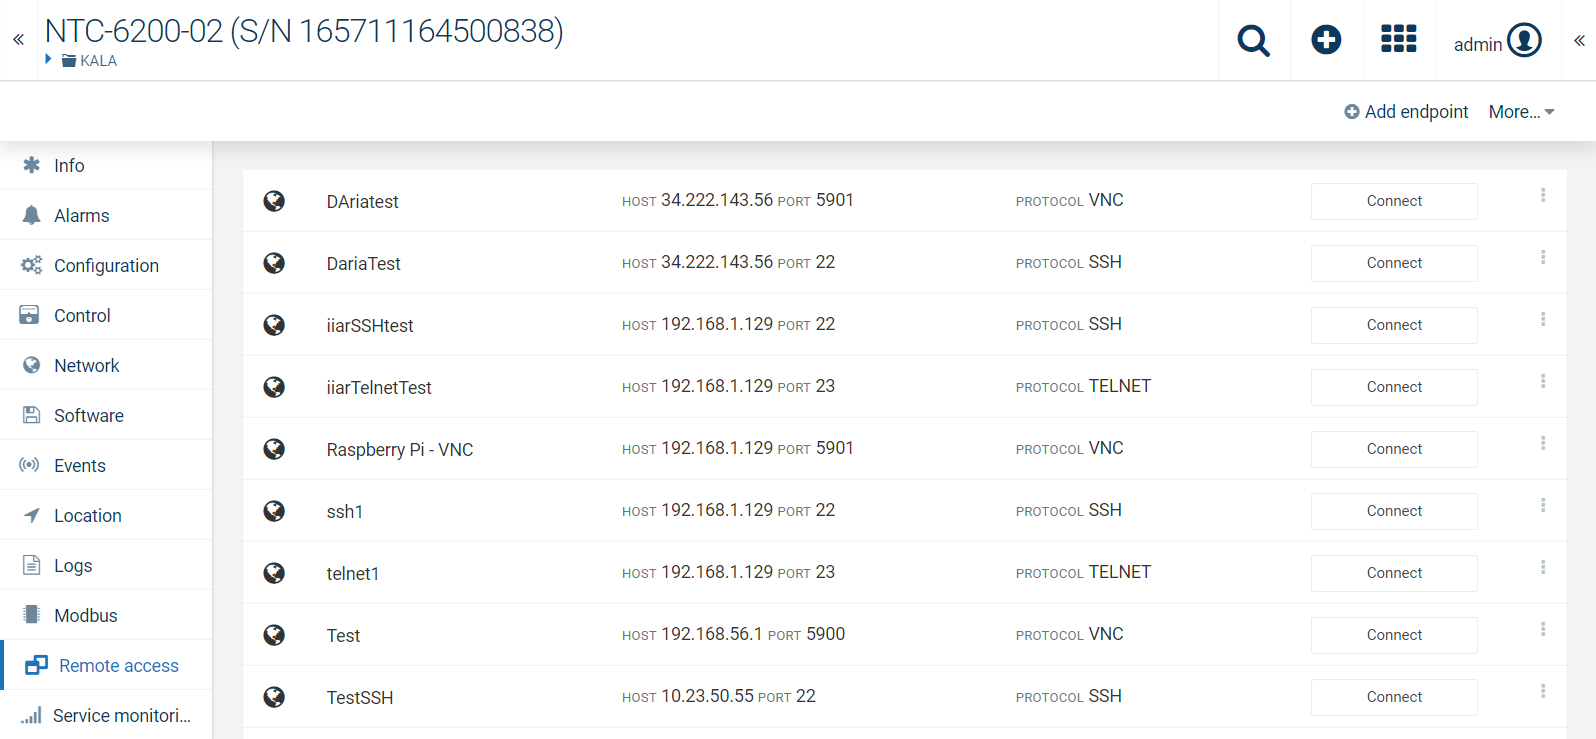 NTC-6200-02 (S/N 165711164500838)
KALA
admin
Add endpoint More...
Info
Alarms
Configuration
Control
Network
Software
Events
Location
Logs
Modbus
Remote access
Service monitori...
DAriatest HOST 34.222.143.56 PORT 5901 PROTOCOL VNC Connect
DariaTest HOST 34.222.143.56 PORT 22 PROTOCOL SSH Connect
iiarSSHtest HOST 192.168.1.129 PORT 22 PROTOCOL SSH Connect
iiarTelnetTest HOST 192.168.1.129 PORT 23 PROTOCOL TELNET Connect
Raspberry Pi - VNC HOST 192.168.1.129 PORT 5901 PROTOCOL VNC Connect
ssh1 HOST 192.168.1.129 PORT 22 PROTOCOL SSH Connect
telnet1 HOST 192.168.1.129 PORT 23 PROTOCOL TELNET Connect
Test HOST 192.168.56.1 PORT 5900 PROTOCOL VNC Connect
TestSSH HOST 10.23.50.55 PORT 22 PROTOCOL SSH Connect